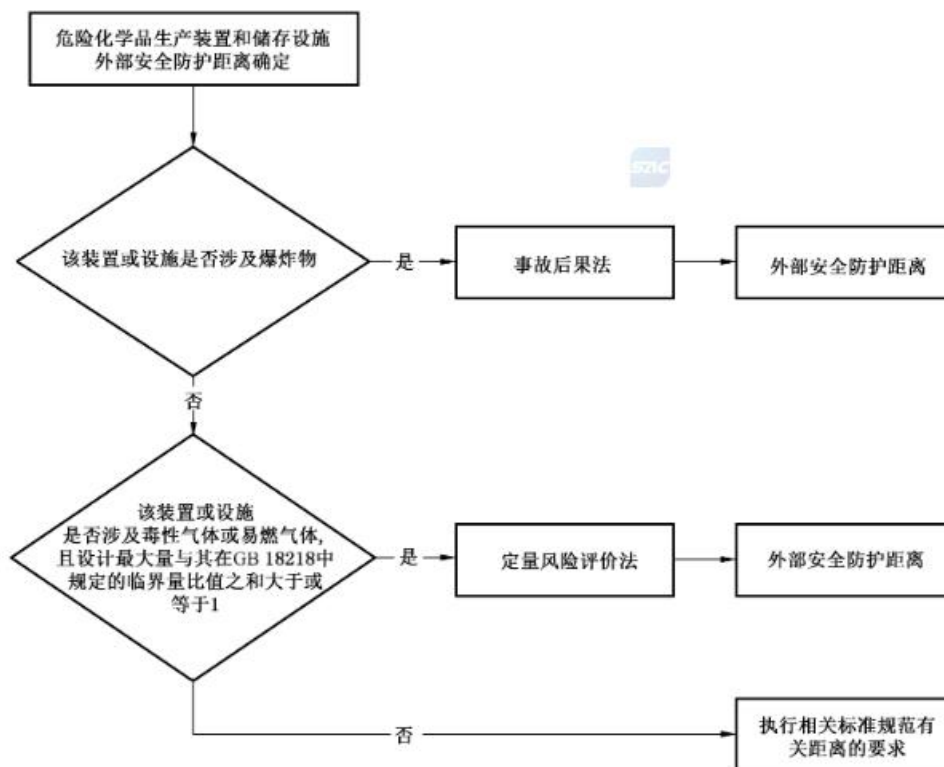 危险化学品生产装置和储存设施
外部安全防护距离确定
该装置或设施是否涉及爆炸物
是
事故后果法
外部安全防护距离
否
该装置或设施
是否涉及毒性气体或易燃气体,
且设计最大量与其在GB 18218中
规定的临界量比值之和大于或
等于1
是
定量风险评价法
外部安全防护距离
否
执行相关标准规范有
关距离的要求
SAC